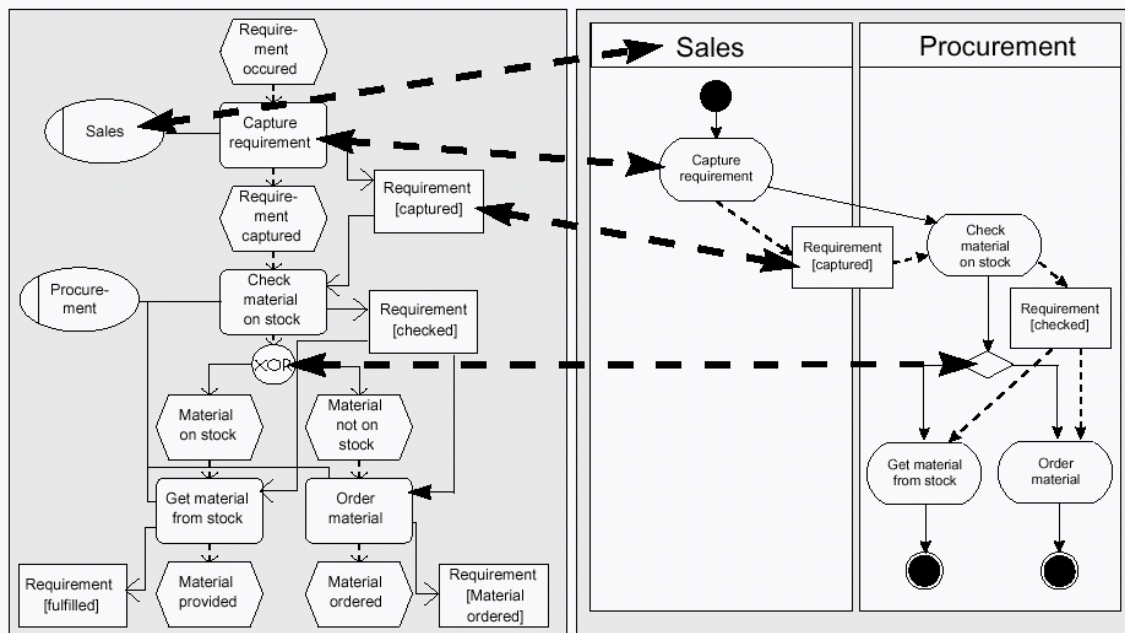 Require-
ment
occured
Sales
Capture
requirement
Requirement
[captured]
Require-
ment
captured
Procure-
ment
Check
material
on stock
Requirement
[checked]
XOR
Material
on stock
Material
not on
stock
Get material
from stock
Order
material
Requirement
[fulfilled]
Material
provided
Material
ordered
Requirement
[Material
ordered]
Sales
Procurement
Capture
requirement
Requirement
[captured]
Check
material
on stock
Requirement
[checked]
Get material
from stock
Order
material